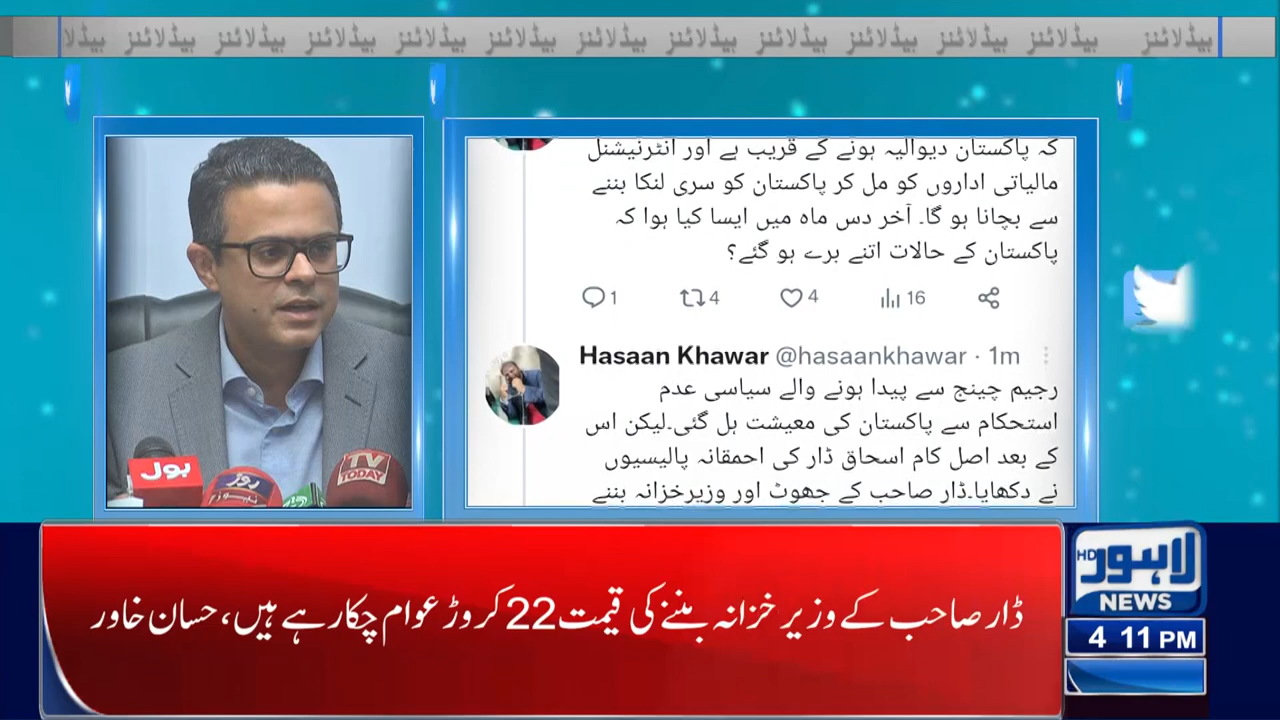 ہیڈلائنز ہیڈلائنز ہیڈلائنز ہیڈلائنز ہیڈلائنز ہیڈلائنز ہیڈلائنز ہیڈلائنز ہیڈلائنز ہیڈلائنز ہیڈلائنز ہیڈلا
کہ پاکستان دیوالیہ ہونے کے قریب ہے اور انٹرنیشنل
مالیاتی اداروں کو مل کر پاکستان کو سری لنکا بننے
سے بچانا ہو گا۔ آخر دس ماہ میں ایسا کیا ہوا کہ
پاکستان کے حالات اتنے برے ہو گئے؟
1 4 4 16
Hasaan Khawar @hasaankhawar · 1m
رجیم چینج سے پیدا ہونے والے سیاسی عدم
استحکام سے پاکستان کی معیشت ہل گئی۔لیکن اس
کے بعد اصل کام اسحاق ڈار کی احمقانہ پالیسیوں
نے دکھایا۔ڈار صاحب کے جھوٹ اور وزیرخزانہ بننے
بول
روز
نیوز
TV
TODAY
ڈار صاحب کے وزیر خزانہ بننے کی قیمت 22 کروڑ عوام چکا رہے ہیں، حسان خاور
لاہور
HD
NEWS
4 11 PM